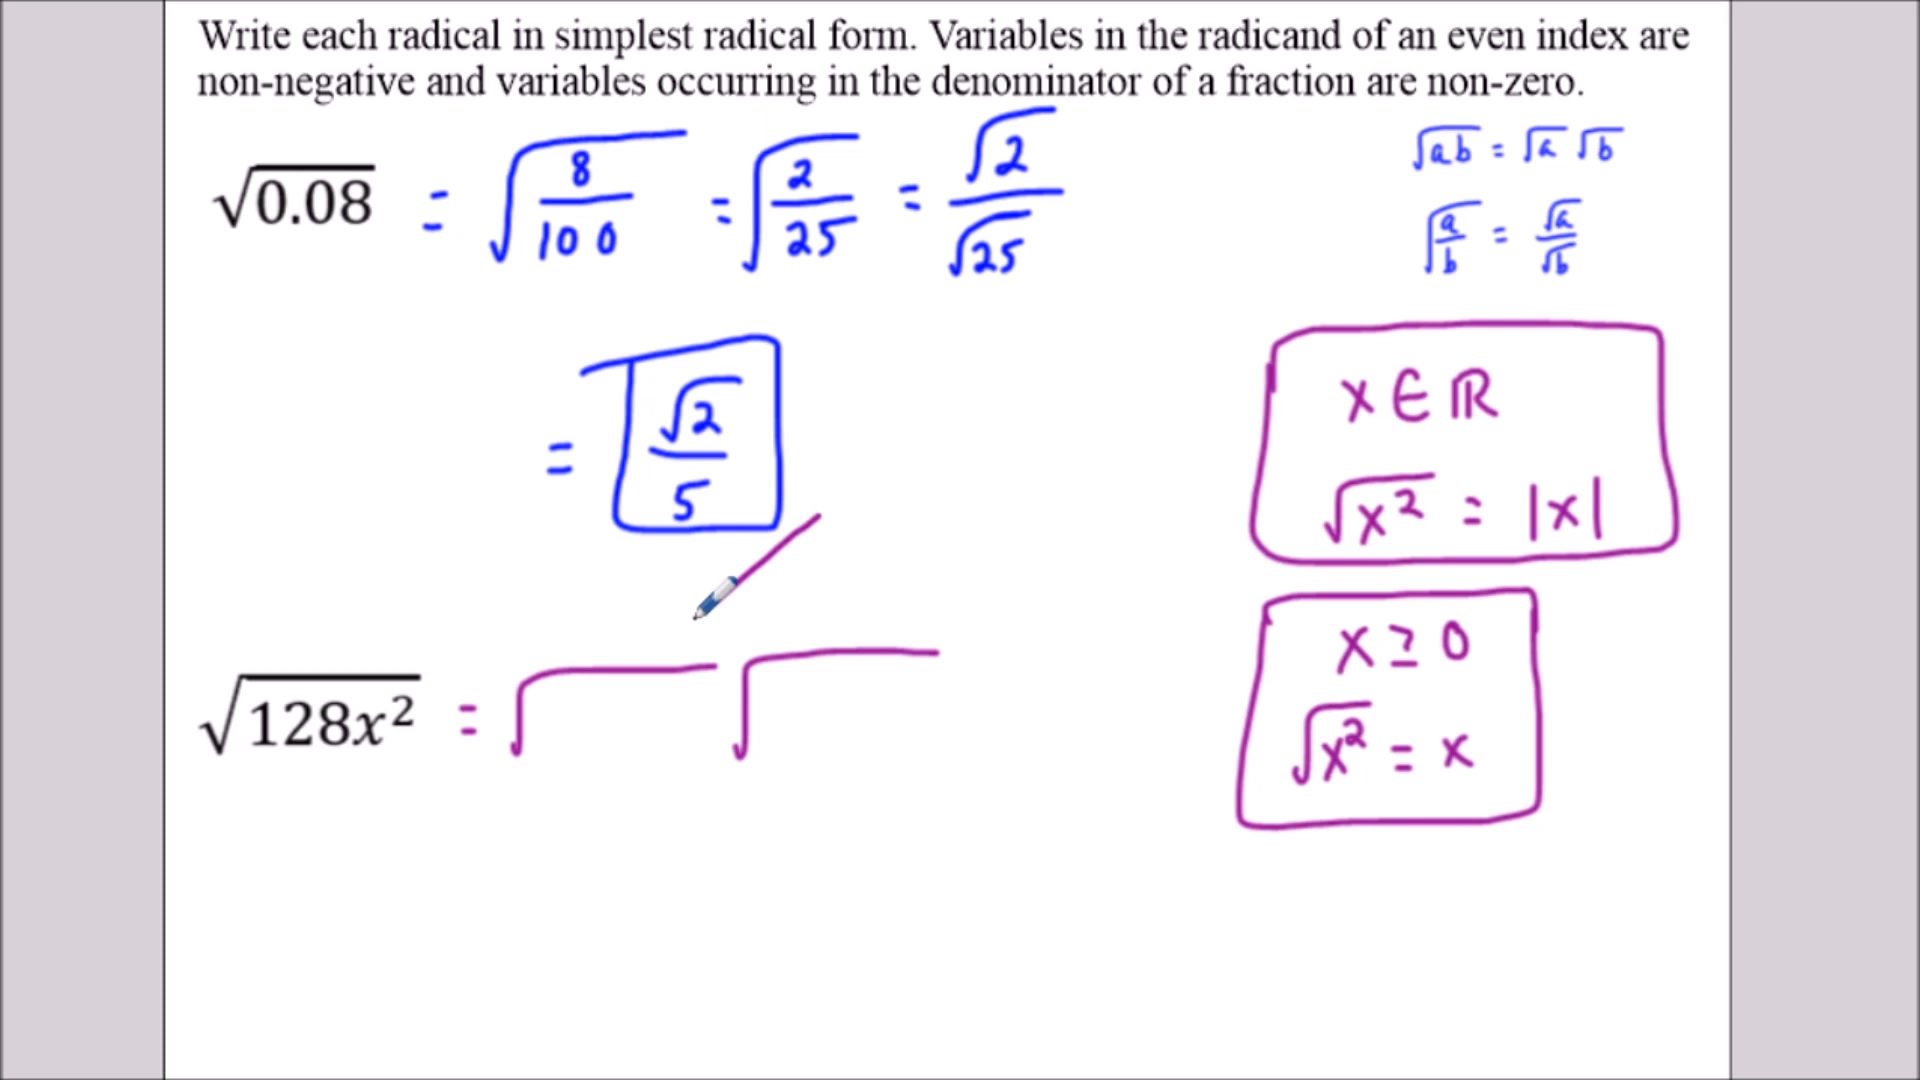 Write each radical in simplest radical form. Variables in the radicand of an even index are
non-negative and variables occurring in the denominator of a fraction are non-zero.
√0.08 = √(8/100) = √(2/25) = √2/√25
= √2/5
√128x² = √ √
√ab = √a √b
√(a/b) = √a/√b
x ∈ ℝ
√x² = |x|
x ≥ 0
√x² = x